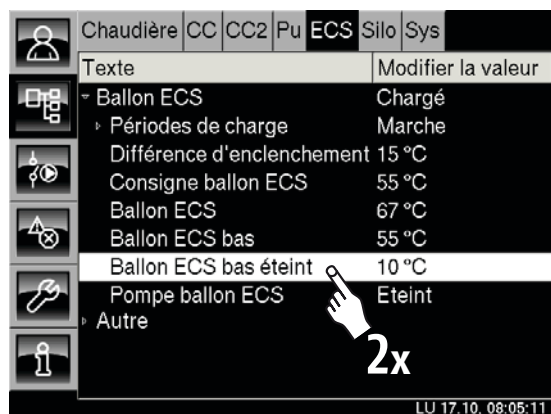 Chaudière CC CC2 Pu ECS Silo Sys
Texte Modifier la valeur
Ballon ECS Chargé
Périodes de charge Marche
Différence d'enclenchement 15 °C
Consigne ballon ECS 55 °C
Ballon ECS 67 °C
Ballon ECS bas 55 °C
Ballon ECS bas éteint 10 °C
Pompe ballon ECS Eteint
Autre
2x
LU 17.10. 08:05:11